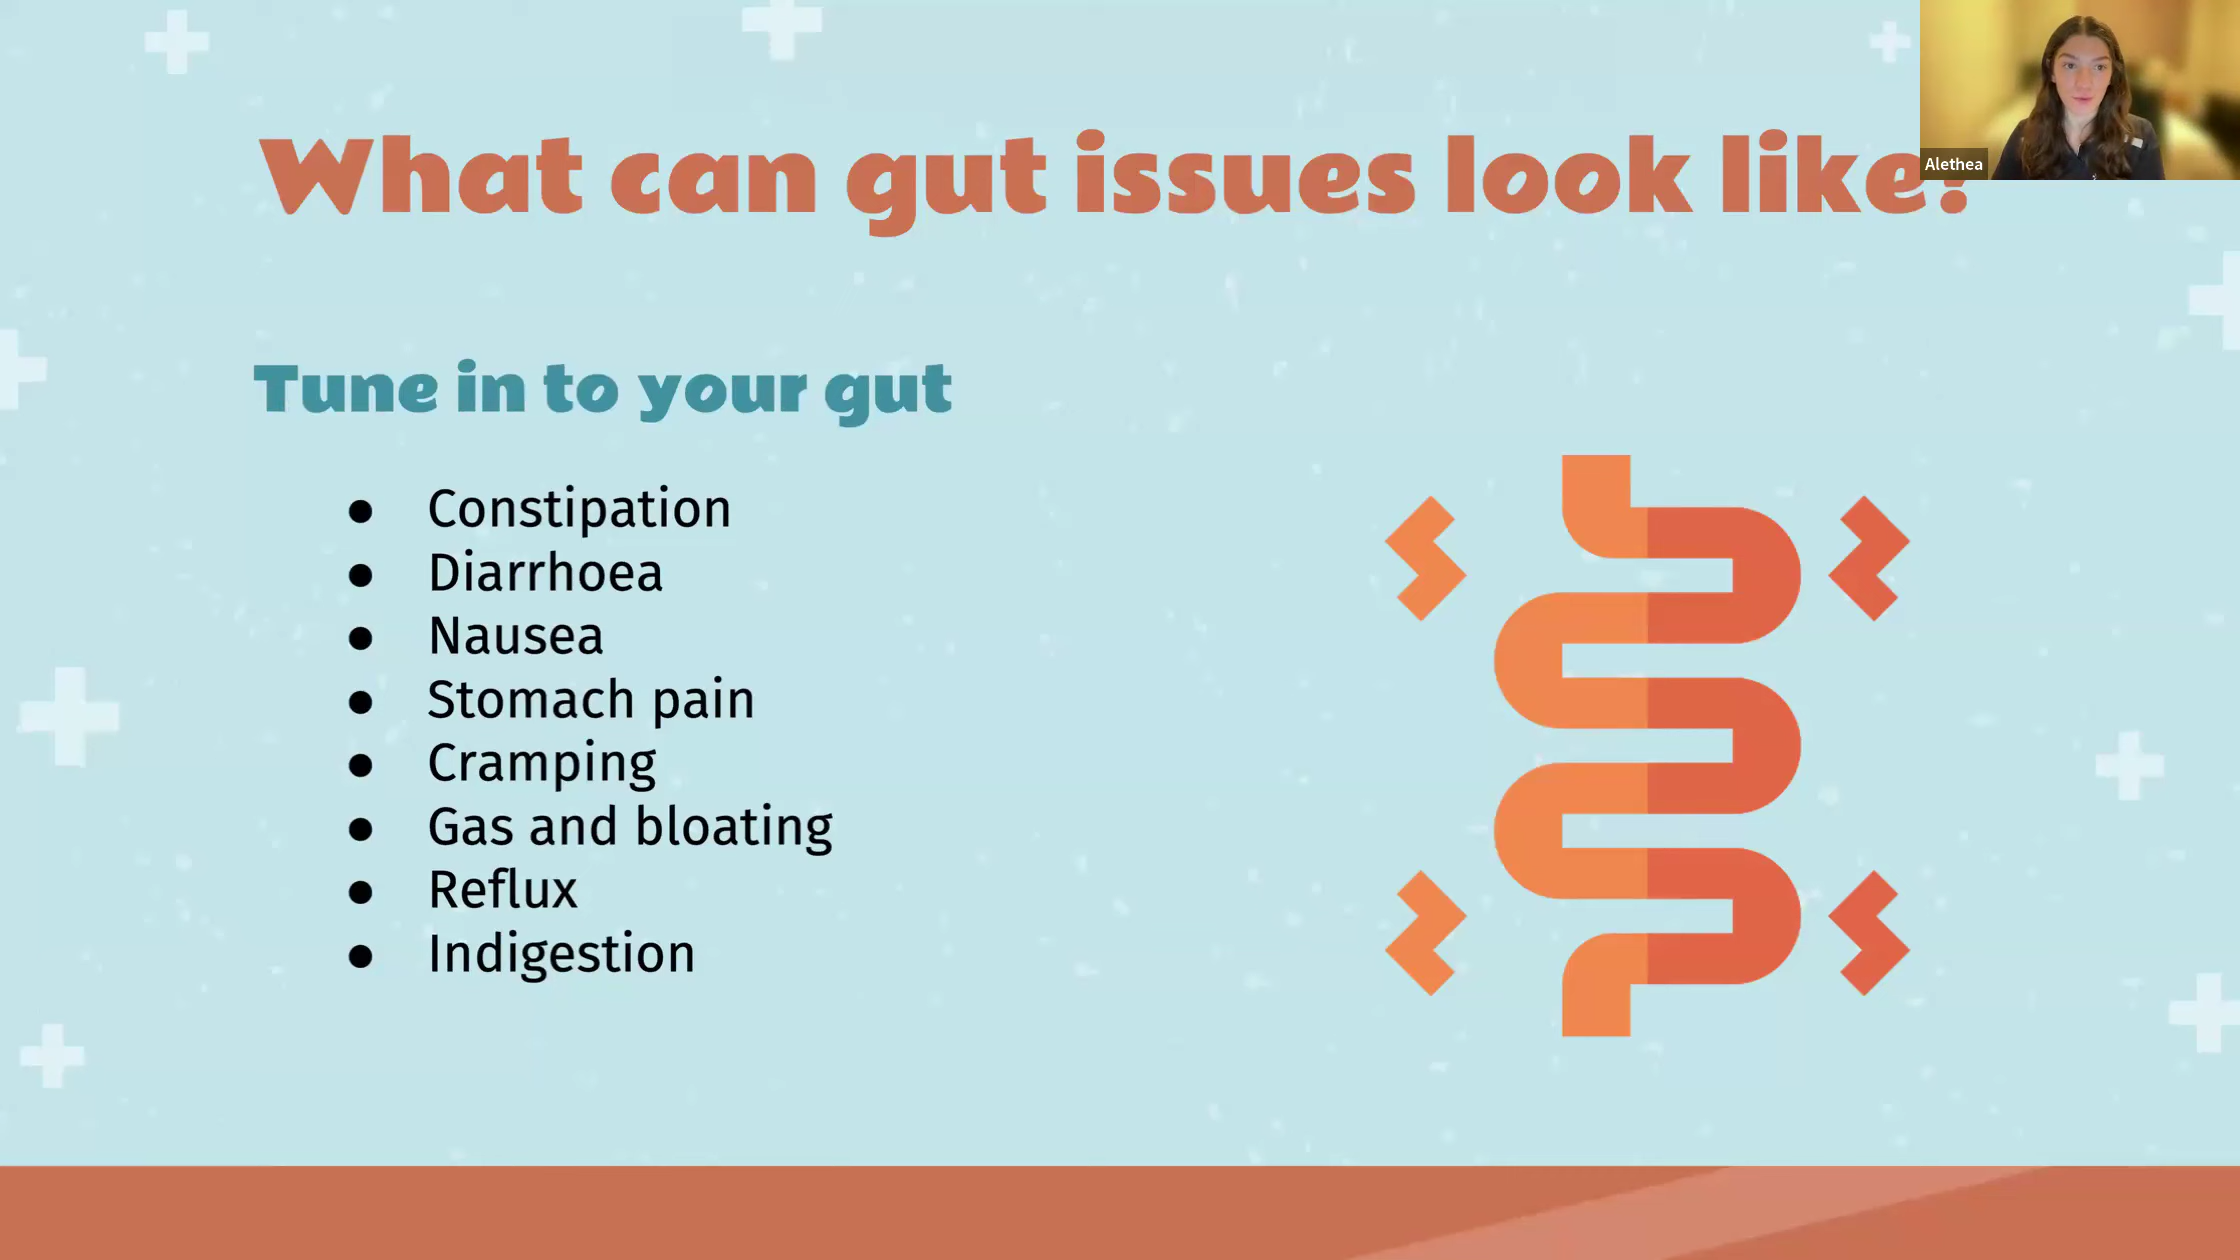 What can gut issues look like?
Alethea
Tune in to your gut
● Constipation
● Diarrhoea
● Nausea
● Stomach pain
● Cramping
● Gas and bloating
● Reflux
● Indigestion